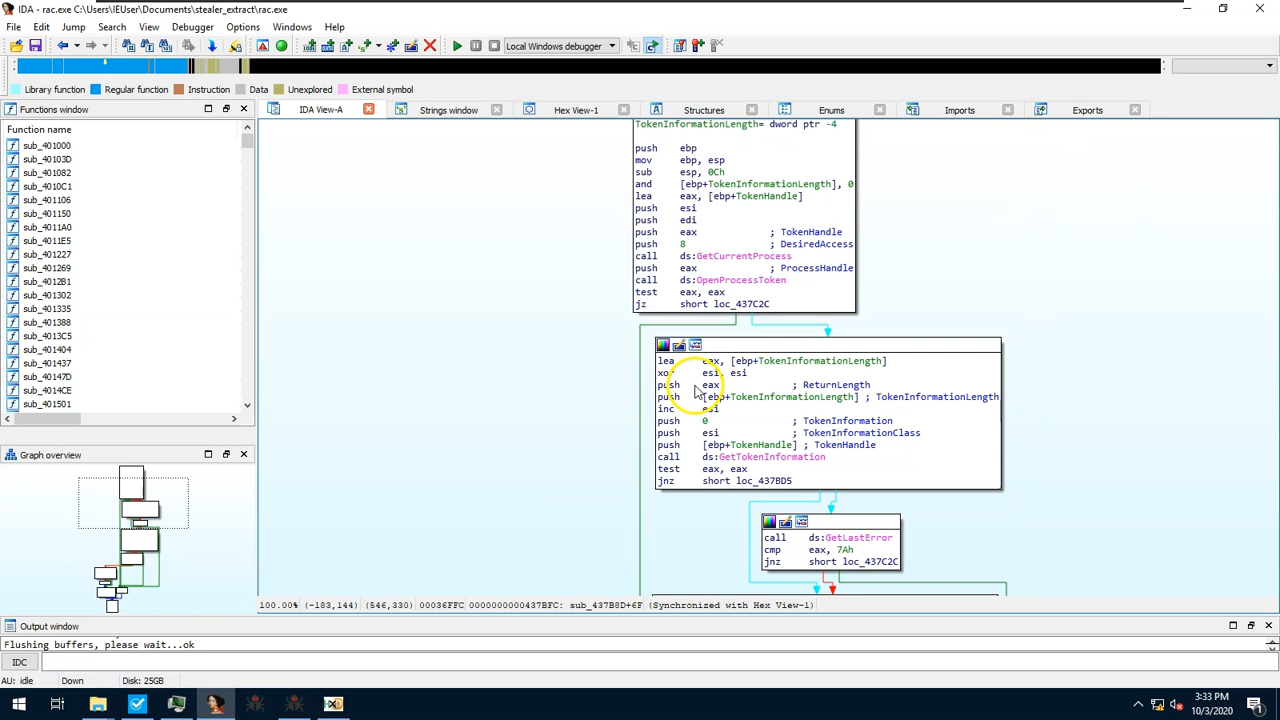 IDA - rac.exe C:\Users\IEUser\Documents\stealer_extract\rac.exe
File Edit Jump Search View Debugger Options Windows Help
Local Windows debugger
Library function Regular function Instruction Data Unexplored External symbol
Functions window
IDA View-A
Strings window
Hex View-1
Structures
Enums
Imports
Exports
Function name
sub_401000
sub_40103D
sub_401082
sub_4010C1
sub_401106
sub_401150
sub_4011A0
sub_4011E5
sub_401227
sub_401269
sub_4012B1
sub_401302
sub_401335
sub_401388
sub_4013C5
sub_401404
sub_401437
sub_40147D
sub_4014CE
sub_401501
Graph overview
TokenInformationLength= dword ptr -4
push ebp
mov ebp, esp
sub esp, 0Ch
and [ebp+TokenInformationLength], 0
lea eax, [ebp+TokenHandle]
push esi
push edi
push eax ; TokenHandle
push 8 ; DesiredAccess
call ds:GetCurrentProcess
push eax ; ProcessHandle
call ds:OpenProcessToken
test eax, eax
jz short loc_437C2C
lea eax, [ebp+TokenInformationLength]
xor esi, esi
push eax ; ReturnLength
push [ebp+TokenInformationLength] ; TokenInformationLength
inc esi
push 0 ; TokenInformation
push esi ; TokenInformationClass
push [ebp+TokenHandle] ; TokenHandle
call ds:GetTokenInformation
test eax, eax
jnz short loc_437BD5
call ds:GetLastError
cmp eax, 7Ah
jnz short loc_437C2C
100.00% (-183,144) (546,330) 00036FFC 0000000000437BFC: sub_437B8D+6F (Synchronized with Hex View-1)
Output window
Flushing buffers, please wait...ok
IDC
AU: idle Down Disk: 25GB
3:33 PM
10/3/2020